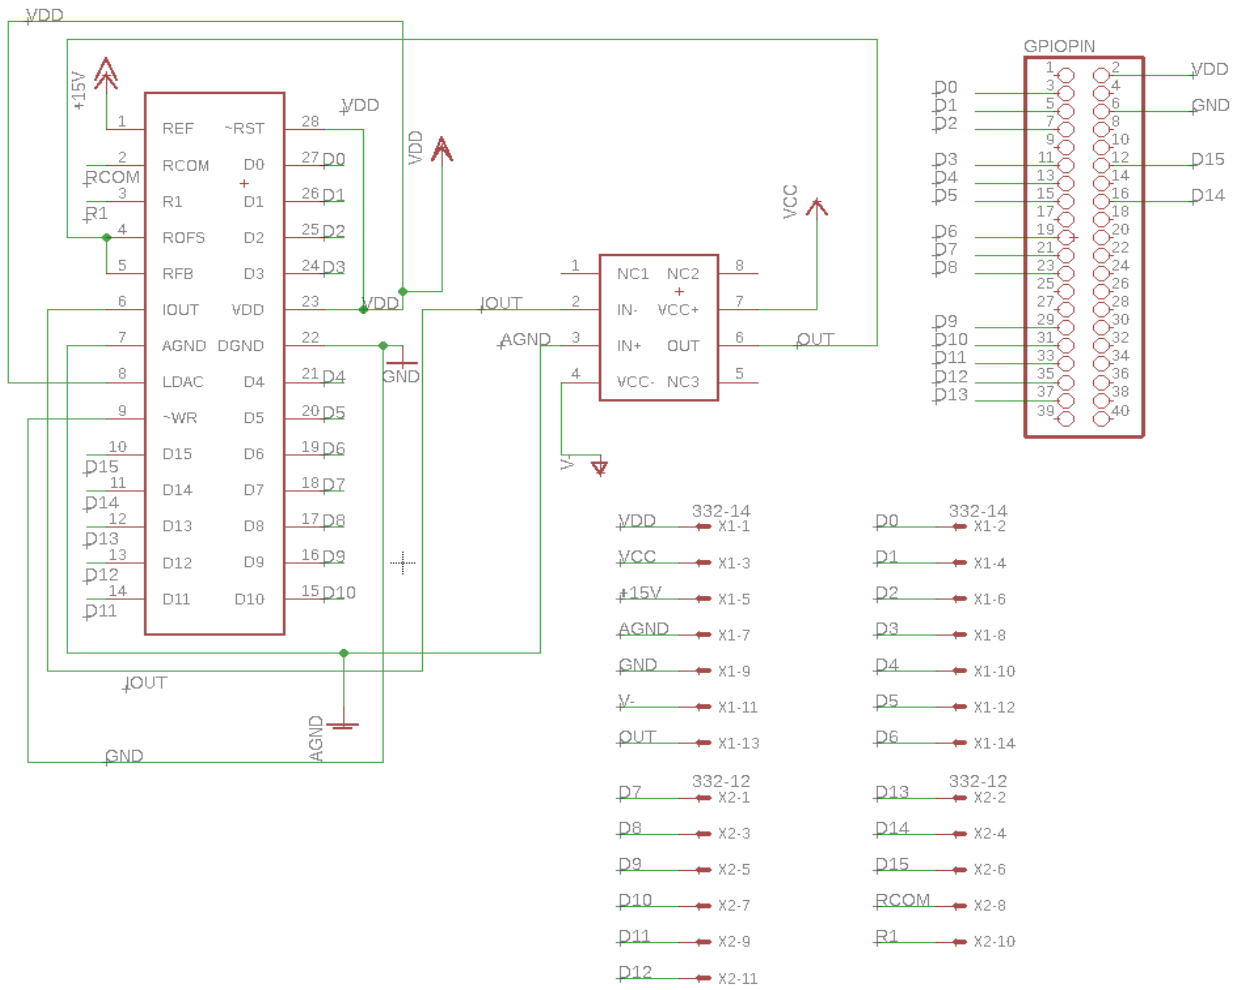 VDD
+15V
1 REF ~RST 28 VDD
2 RCOM D0 27 D0
RCOM
3 R1 D1 26 D1
R1
4 ROFS D2 25 D2
5 RFB D3 24 D3
6 IOUT VDD 23 VDD
7 AGND DGND 22
GND
8 LDAC D4 21 D4
9 ~WR D5 20 D5
10 D15 D6 19 D6
D15
11 D14 D7 18 D7
D14
12 D13 D8 17 D8
D13
13 D12 D9 16 D9
D12
14 D11 D10 15 D10
D11
IOUT
AGND
GND
VDD
VCC
1 NC1 NC2 8
IOUT 2 IN- VCC+ 7
AGND 3 IN+ OUT 6 OUT
4 VCC- NC3 5
V-
GPIOPIN
1 2 VDD
D0 3 4
D1 5 6 GND
D2 7 8
9 10
D3 11 12 D15
D4 13 14
D5 15 16 D14
17 18
D6 19 20
D7 21 22
D8 23 24
25 26
27 28
D9 29 30
D10 31 32
D11 33 34
D12 35 36
D13 37 38
39 40
332-14 332-14
VDD X1-1 D0 X1-2
VCC X1-3 D1 X1-4
+15V X1-5 D2 X1-6
AGND X1-7 D3 X1-8
GND X1-9 D4 X1-10
V- X1-11 D5 X1-12
OUT X1-13 D6 X1-14
332-12 332-12
D7 X2-1 D13 X2-2
D8 X2-3 D14 X2-4
D9 X2-5 D15 X2-6
D10 X2-7 RCOM X2-8
D11 X2-9 R1 X2-10
D12 X2-11